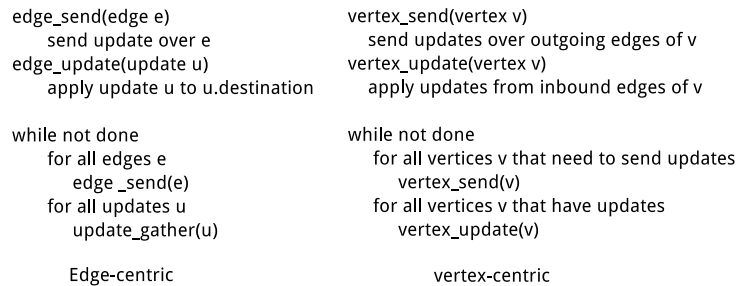 edge_send(edge e)
send update over e
edge_update(update u)
apply update u to u.destination
while not done
for all edges e
edge _send(e)
for all updates u
update_gather(u)
Edge-centric
vertex_send(vertex v)
send updates over outgoing edges of v
vertex_update(vertex v)
apply updates from inbound edges of v
while not done
for all vertices v that need to send updates
vertex_send(v)
for all vertices v that have updates
vertex_update(v)
vertex-centric